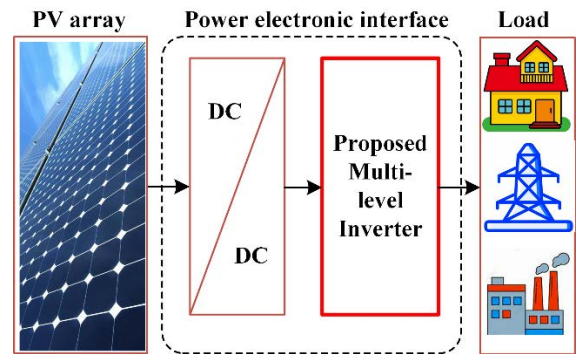 PV array
Power electronic interface
Load
DC
DC
Proposed
Multi-
level
Inverter